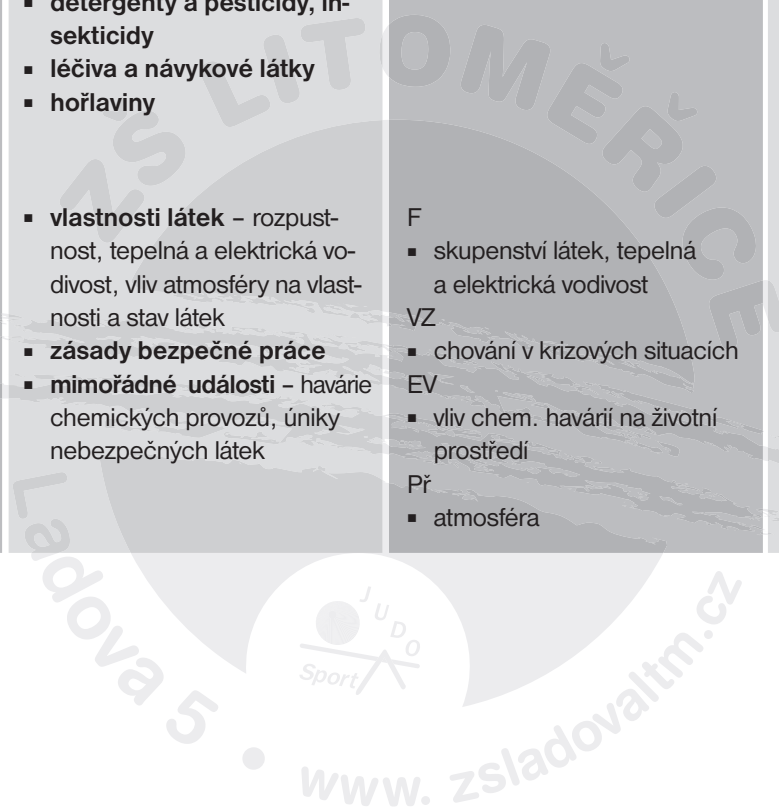 ▪ detergenty a pesticidy, in-
sekticidy
▪ léčiva a návykové látky
▪ hořlaviny
▪ vlastnosti látek – rozpust-
nost, tepelná a elektrická vo-
divost, vliv atmosféry na vlast-
nosti a stav látek
▪ zásady bezpečné práce
▪ mimořádné události – havárie
chemických provozů, úniky
nebezpečných látek
F
▪ skupenství látek, tepelná
a elektrická vodivost
VZ
▪ chování v krizových situacích
EV
▪ vliv chem. havárií na životní
prostředí
Př
▪ atmosféra
ZŠ LITOMĚŘICE
Ladova 5 • www. zsladovaltm.cz
JUDO
Sport